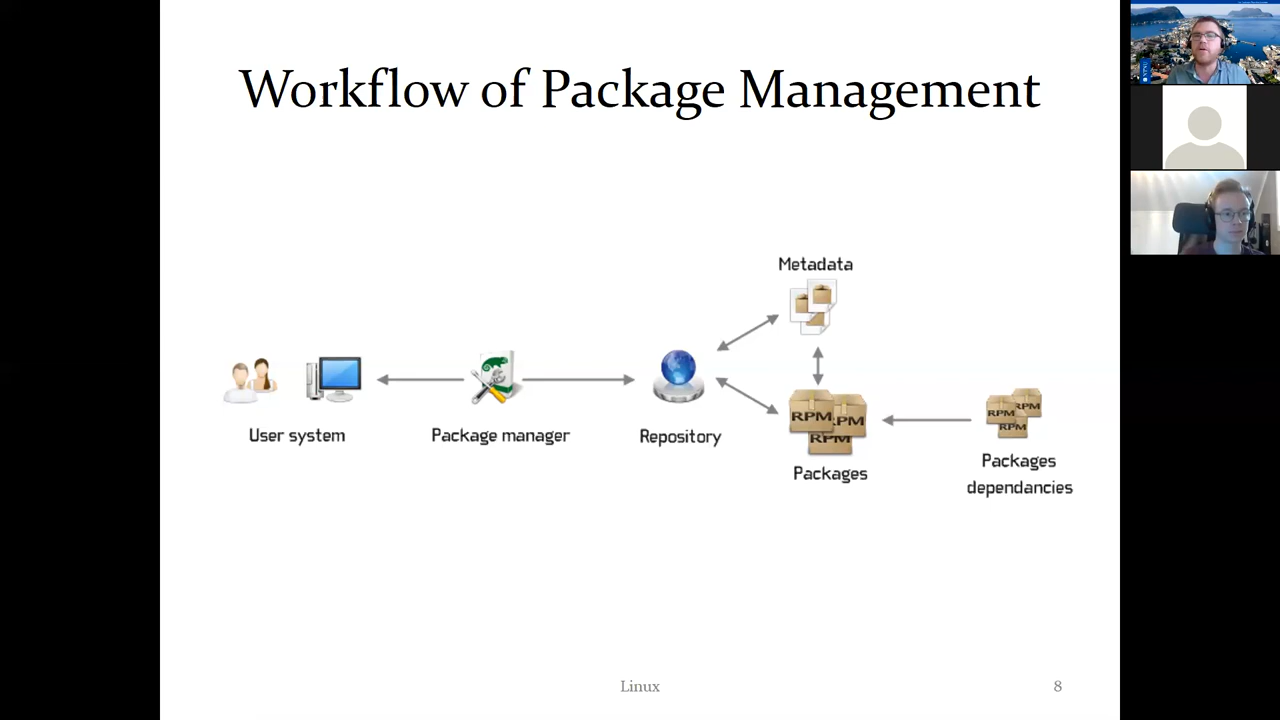 Workflow of Package Management
Metadata
User system
Package manager
Repository
RPM
RPM
RPM
Packages
RPM
RPM
RPM
Packages
dependancies
Linux
8
NTNU